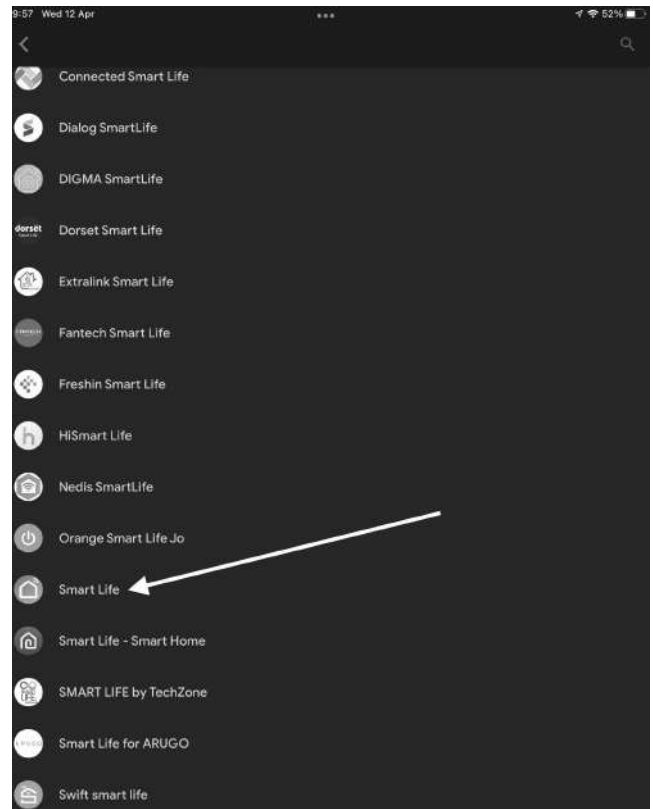 9:57 Wed 12 Apr
52%
Connected Smart Life
Dialog SmartLife
DIGMA SmartLife
dorset
Dorset Smart Life
Extralink Smart Life
Fantech Smart Life
Freshin Smart Life
h
HiSmart Life
Nedis SmartLife
Orange Smart Life Jo
Smart Life
Smart Life - Smart Home
SMART LIFE by TechZone
Smart Life for ARUGO
Swift smart life